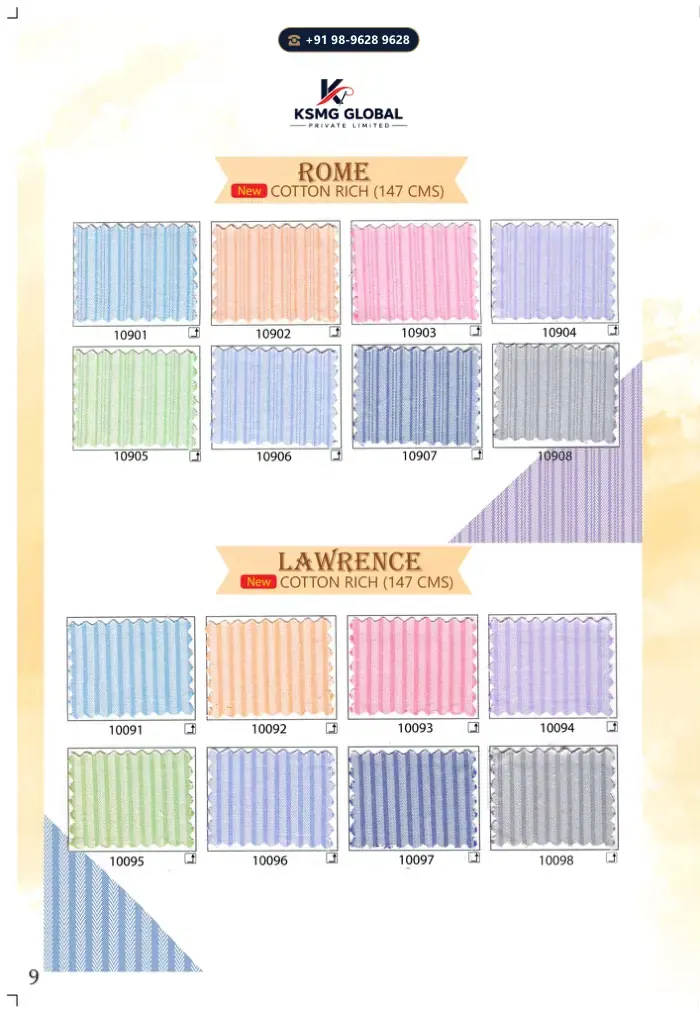 +91 98-9628 9628
KSMG GLOBAL
PRIVATE LIMITED
ROME
New COTTON RICH (147 CMS)
10901 10902 10903 10904
10905 10906 10907 10908
LAWRENCE
New COTTON RICH (147 CMS)
10091 10092 10093 10094
10095 10096 10097 10098
9